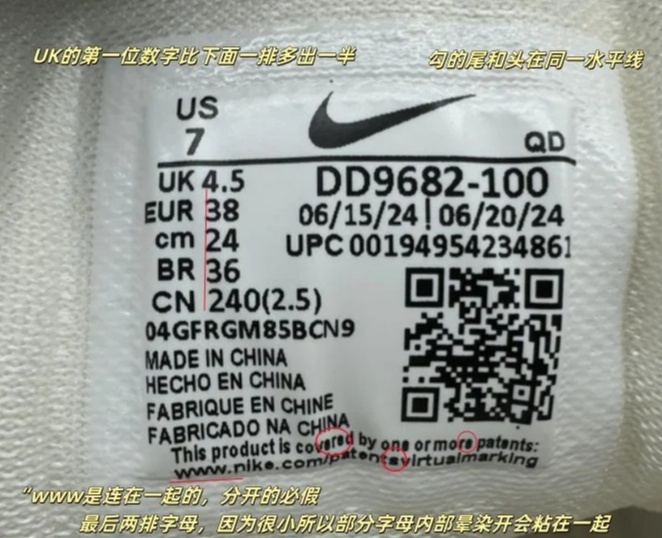 UK的第一位数字比下面一排多出一半
勾的尾和头在同一水平线
US
7
QD
UK 4.5
EUR 38
cm 24
BR 36
CN 240(2.5)
DD9682-100
06/15/24 | 06/20/24
UPC 00194954234861
04GFRGM85BCN9
MADE IN CHINA
HECHO EN CHINA
FABRIQUE EN CHINE
FABRICADO NA CHINA
This product is covered by one or more patents:
www.nike.com/patentsvirtualmarking
“www是连在一起的，分开的必假
最后两排字母，因为很小所以部分字母内部晕染开会粘在一起